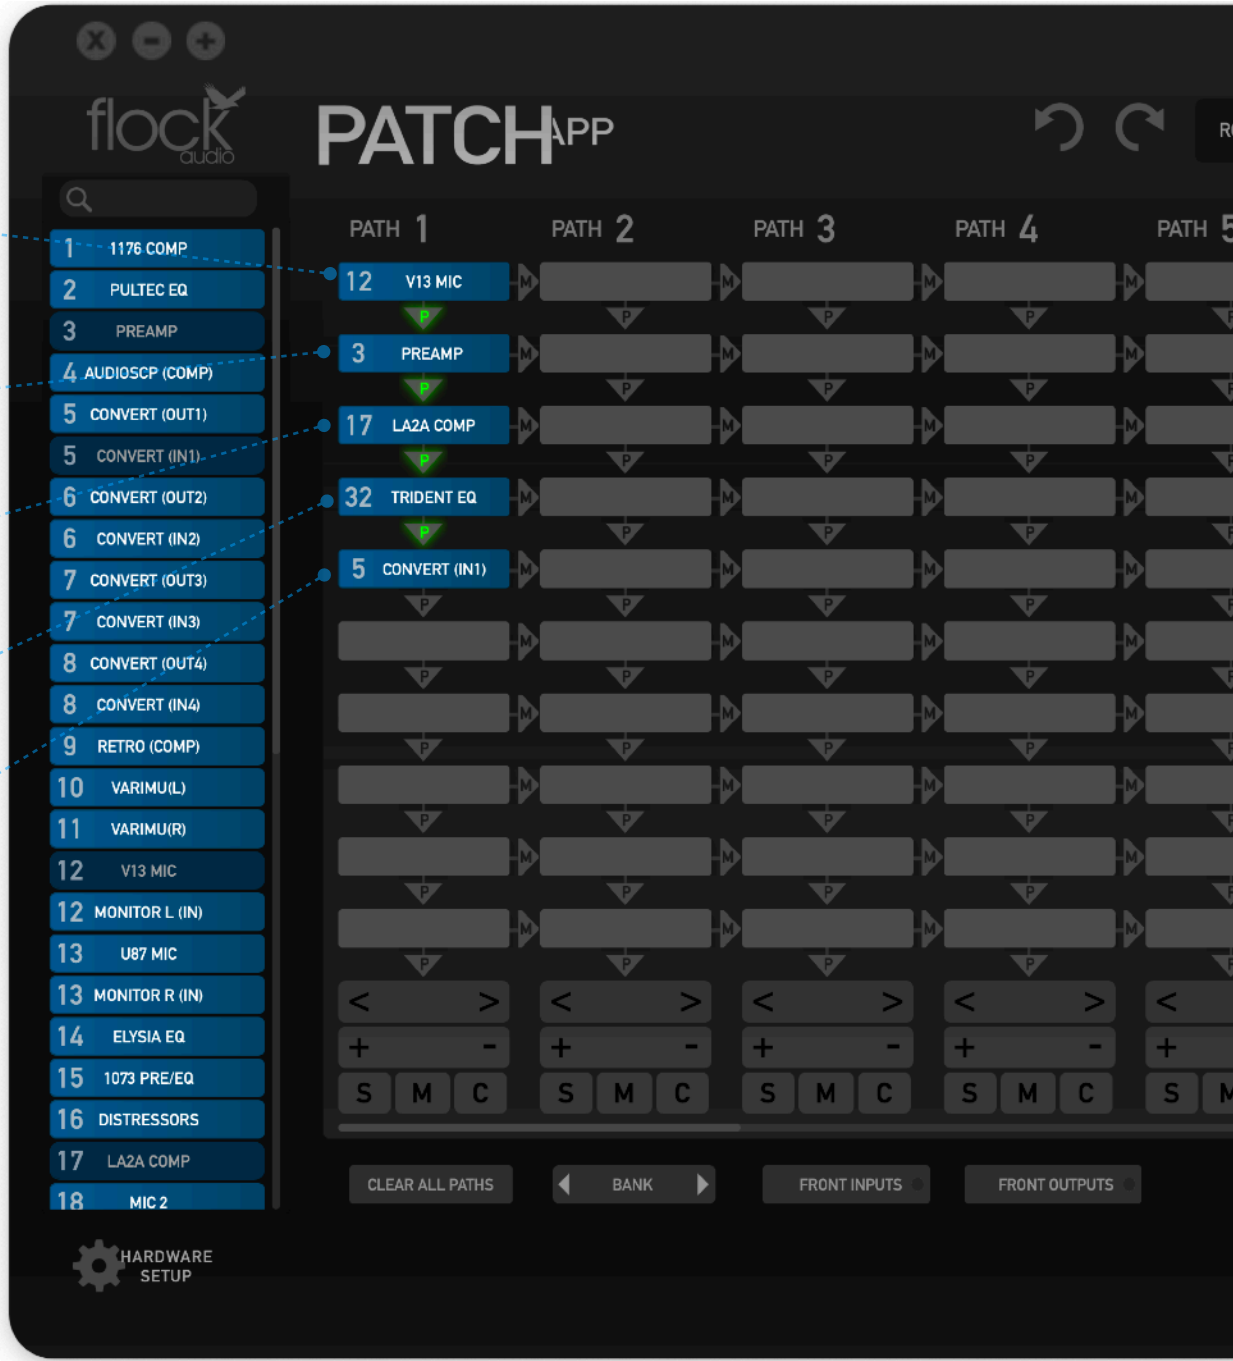 X - +
flock
audio
PATCH APP
PATH 1 PATH 2 PATH 3 PATH 4 PATH 5
1 1176 COMP
2 PULTEC EQ
3 PREAMP
4 AUDIOSCP (COMP)
5 CONVERT (OUT1)
5 CONVERT (IN1)
6 CONVERT (OUT2)
6 CONVERT (IN2)
7 CONVERT (OUT3)
7 CONVERT (IN3)
8 CONVERT (OUT4)
8 CONVERT (IN4)
9 RETRO (COMP)
10 VARIMU(L)
11 VARIMU(R)
12 V13 MIC
12 MONITOR L (IN)
13 U87 MIC
13 MONITOR R (IN)
14 ELYSIA EQ
15 1073 PRE/EQ
16 DISTRESSORS
17 LA2A COMP
18 MIC 2
12 V13 MIC M M M M
P P P P P
3 PREAMP M M M M
P P P P P
17 LA2A COMP M M M M
P P P P P
32 TRIDENT EQ M M M M
P P P P P
5 CONVERT (IN1) M M M M
P P P P P
M M M M
P P P P P
M M M M
P P P P P
M M M M
P P P P P
M M M M
P P P P P
M M M M
P P P P P
< > < > < > < > <
+ - + - + - + - +
S M C S M C S M C S M C S M
CLEAR ALL PATHS BANK FRONT INPUTS FRONT OUTPUTS
HARDWARE
SETUP